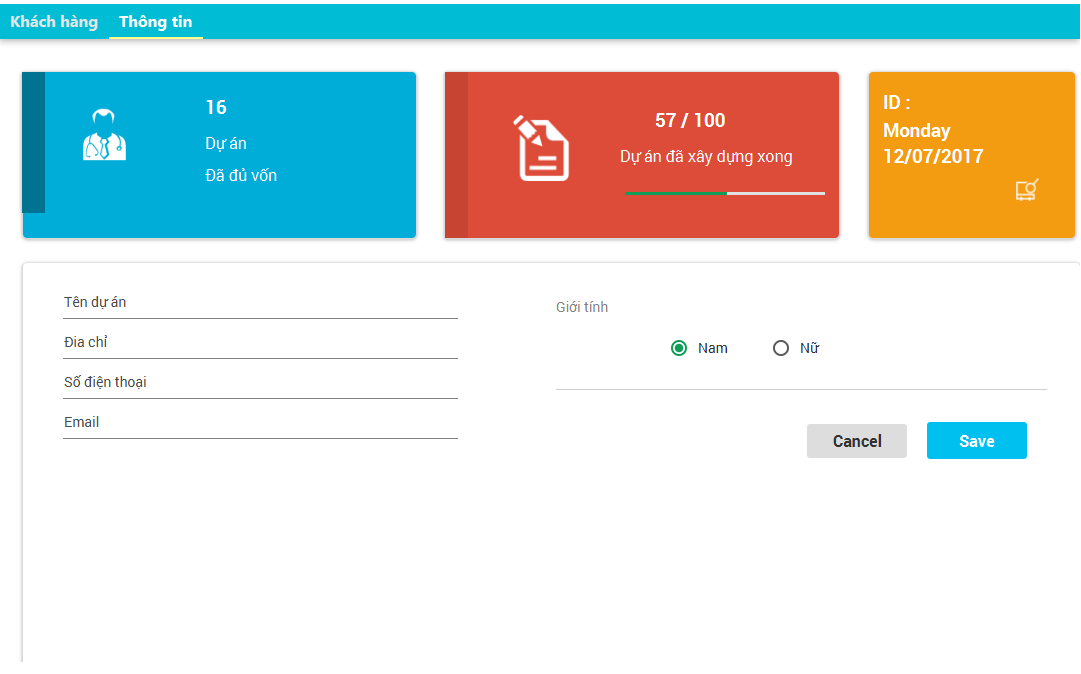 Khách hàng Thông tin
16
Dự án
Đã đủ vốn
57 / 100
Dự án đã xây dựng xong
ID :
Monday
12/07/2017
Tên dự án
Đia chỉ
Số điện thoại
Email
Giới tính
Nam Nữ
Cancel Save